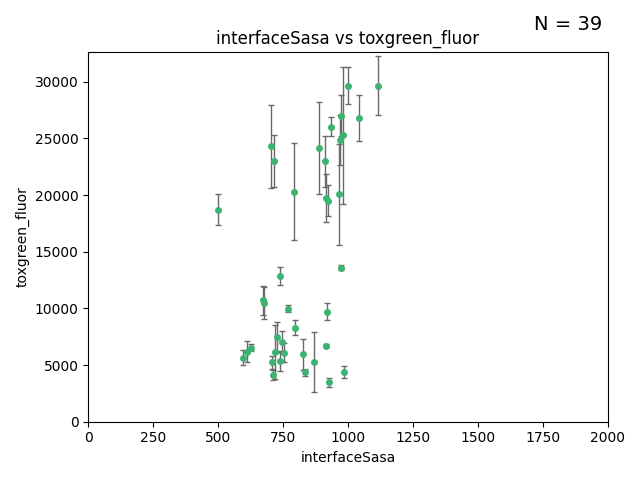 N = 39
interfaceSasa vs toxgreen_fluor
30000
25000
20000
15000
10000
5000
0
toxgreen_fluor
0 250 500 750 1000 1250 1500 1750 2000
interfaceSasa